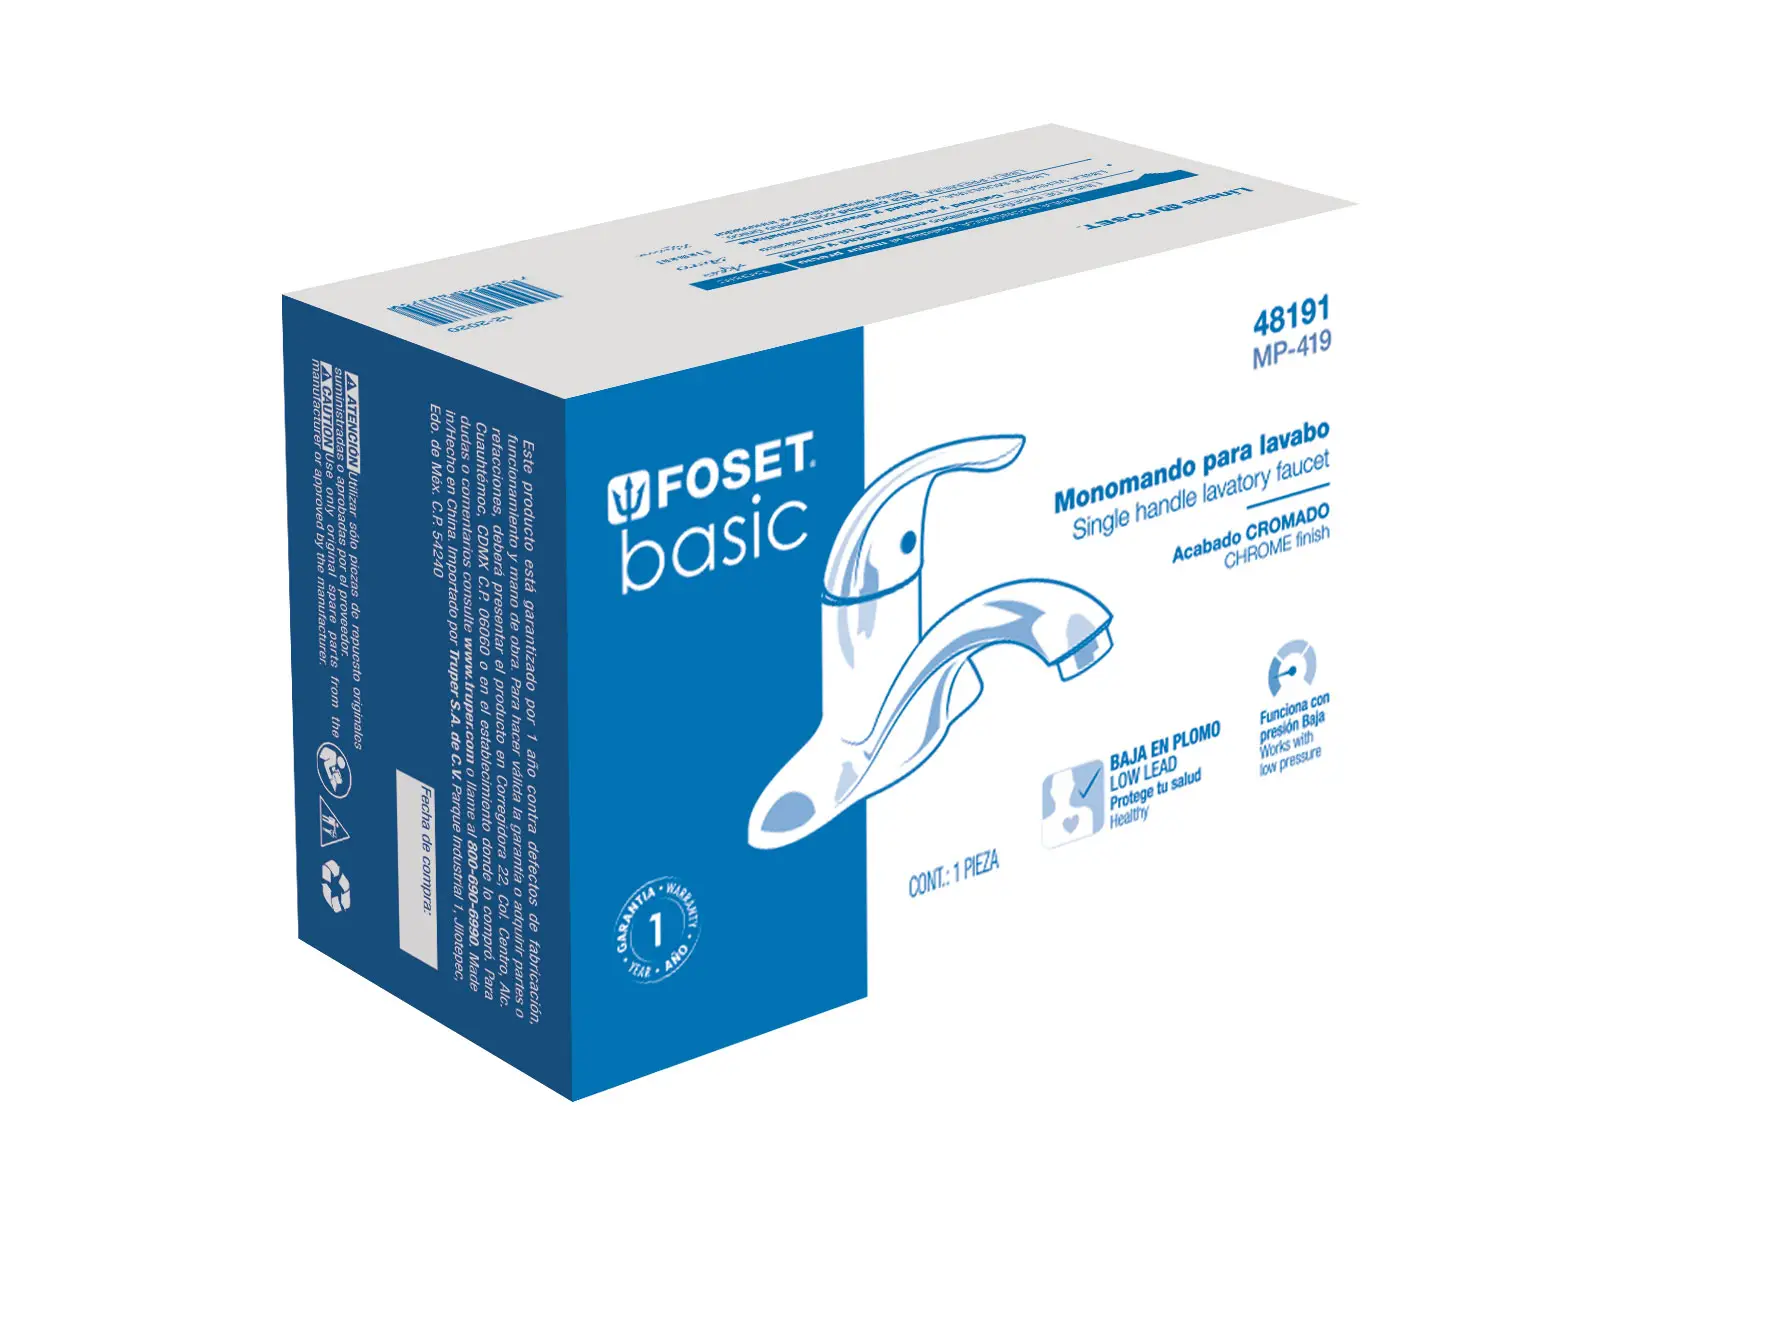 FOSET
basic
48191
MP-419
Monomando para lavabo
Single handle lavatory faucet
Acabado CROMADO
CHROME finish
Funciona con
presión Baja
Works with
low pressure
BAJA EN PLOMO
LOW LEAD
Protege tu salud
Healthy
CONT.: 1 PIEZA
GARANTIA • WARRANTY • AÑO • YEAR •
1
Este producto está garantizado por 1 año contra defectos de fabricación,
funcionamiento y mano de obra. Para hacer válida la garantía o adquirir partes o
refacciones, deberá presentar el producto en Corregidora 22, Col. Centro, Alc.
Cuauhtémoc, CDMX C.P. 06060 o en el establecimiento donde lo compró. Para
dudas o comentarios consulte www.truper.com o llame al 800-690-6990. Made
in/Hecho en China. Importado por Truper S.A. de C.V. Parque Industrial 1, Jilotepec,
Edo. de Méx. C.P. 54240
Fecha de compra:
ATENCIÓN Utilizar sólo piezas de repuesto originales
suministradas o aprobadas por el proveedor.
CAUTION Use only original spare parts from the
manufacturer or approved by the manufacturer.
Líneas FOSET
12-2020